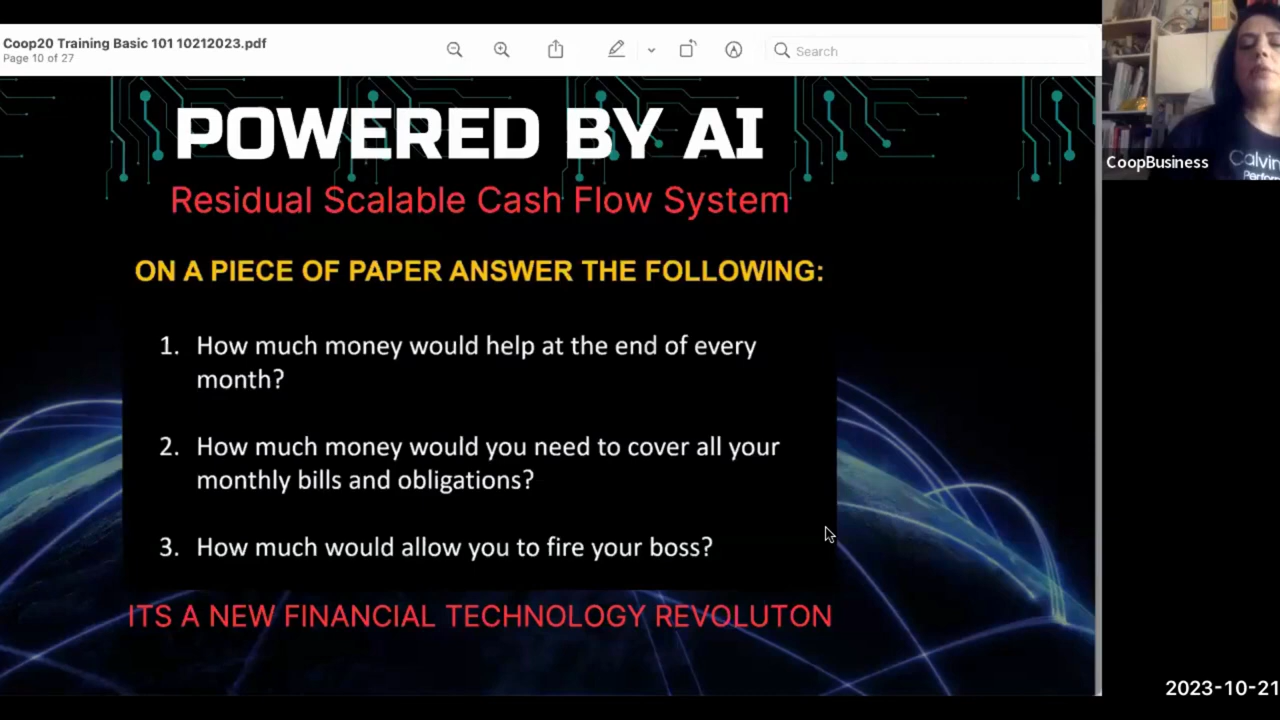 Coop20 Training Basic 101 10212023.pdf
Page 10 of 27
Search
POWERED BY AI
Residual Scalable Cash Flow System
ON A PIECE OF PAPER ANSWER THE FOLLOWING:
1. How much money would help at the end of every
month?
2. How much money would you need to cover all your
monthly bills and obligations?
3. How much would allow you to fire your boss?
ITS A NEW FINANCIAL TECHNOLOGY REVOLUTON
CoopBusiness
Calvin
Perform
2023-10-21